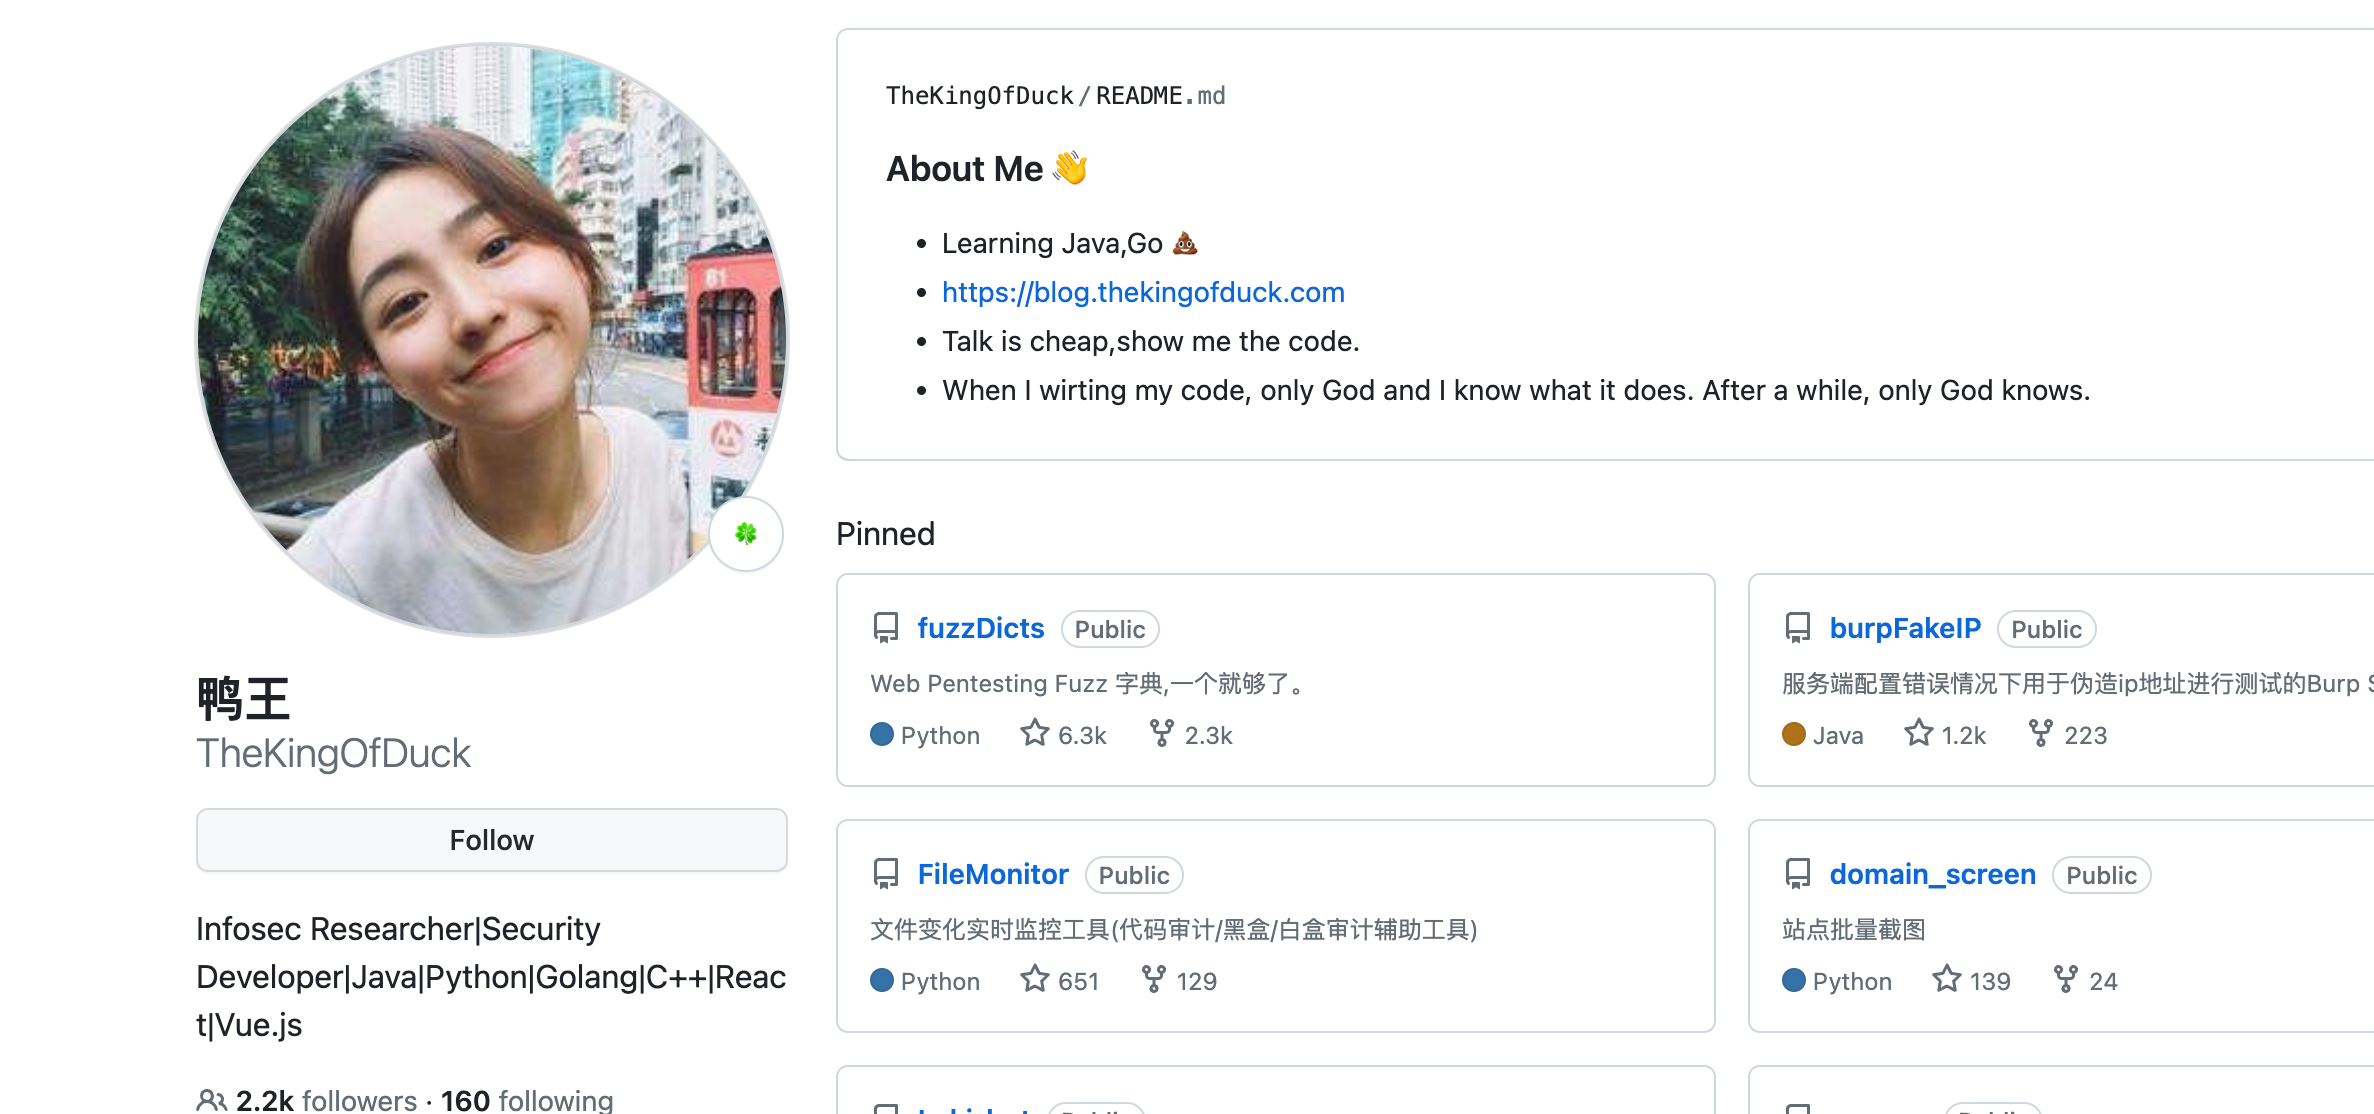 TheKingOfDuck/README.md
About Me 👋
Learning Java,Go 💩
https://blog.thekingofduck.com
Talk is cheap,show me the code.
When I wirting my code, only God and I know what it does. After a while, only God knows.
81
鸭王
TheKingOfDuck
Follow
Infosec Researcher|Security
Developer|Java|Python|Golang|C++|Reac
t|Vue.js
2.2k followers · 160 following
Pinned
fuzzDicts Public
Web Pentesting Fuzz 字典,一个就够了。
Python 6.3k 2.3k
burpFakeIP Public
服务端配置错误情况下用于伪造ip地址进行测试的Burp S
Java 1.2k 223
FileMonitor Public
文件变化实时监控工具(代码审计/黑盒/白盒审计辅助工具)
Python 651 129
domain_screen Public
站点批量截图
Python 139 24